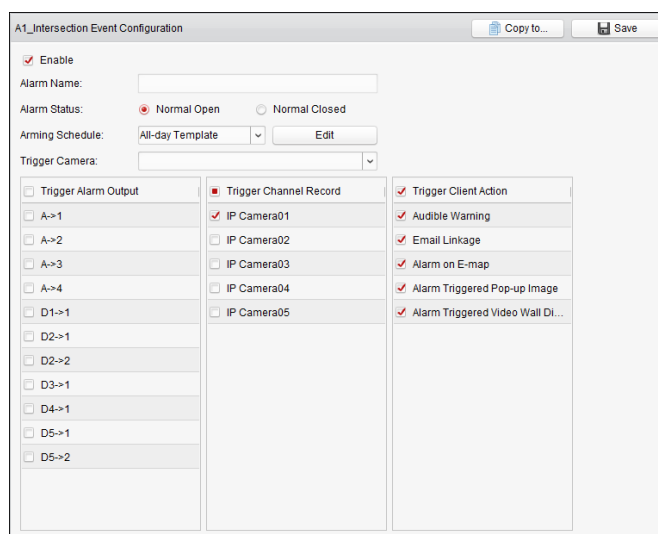 A1_Intersection Event Configuration
Copy to...
Save
Enable
Alarm Name:
Alarm Status:
Normal Open
Normal Closed
Arming Schedule:
All-day Template
Edit
Trigger Camera:
Trigger Alarm Output
A->1
A->2
A->3
A->4
D1->1
D2->1
D2->2
D3->1
D4->1
D5->1
D5->2
Trigger Channel Record
IP Camera01
IP Camera02
IP Camera03
IP Camera04
IP Camera05
Trigger Client Action
Audible Warning
Email Linkage
Alarm on E-map
Alarm Triggered Pop-up Image
Alarm Triggered Video Wall Di...